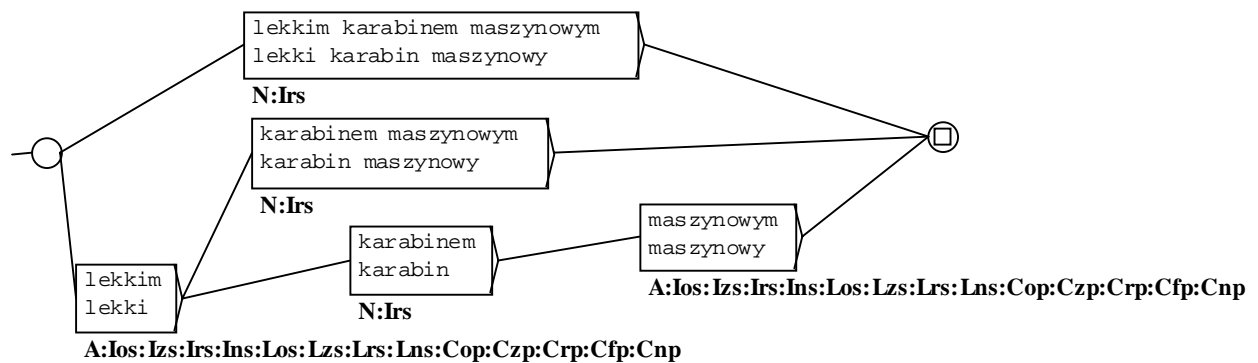 lekkim karabinem maszynowym
lekki karabin maszynowy
N:Irs
karabinem maszynowym
karabin maszynowy
N:Irs
maszynowym
maszynowy
A:Ios:Izs:Irs:Ins:Los:Lzs:Lrs:Lns:Cop:Czp:Crp:Cfp:Cnp
karabinem
karabin
N:Irs
lekkim
lekki
A:Ios:Izs:Irs:Ins:Los:Lzs:Lrs:Lns:Cop:Czp:Crp:Cfp:Cnp